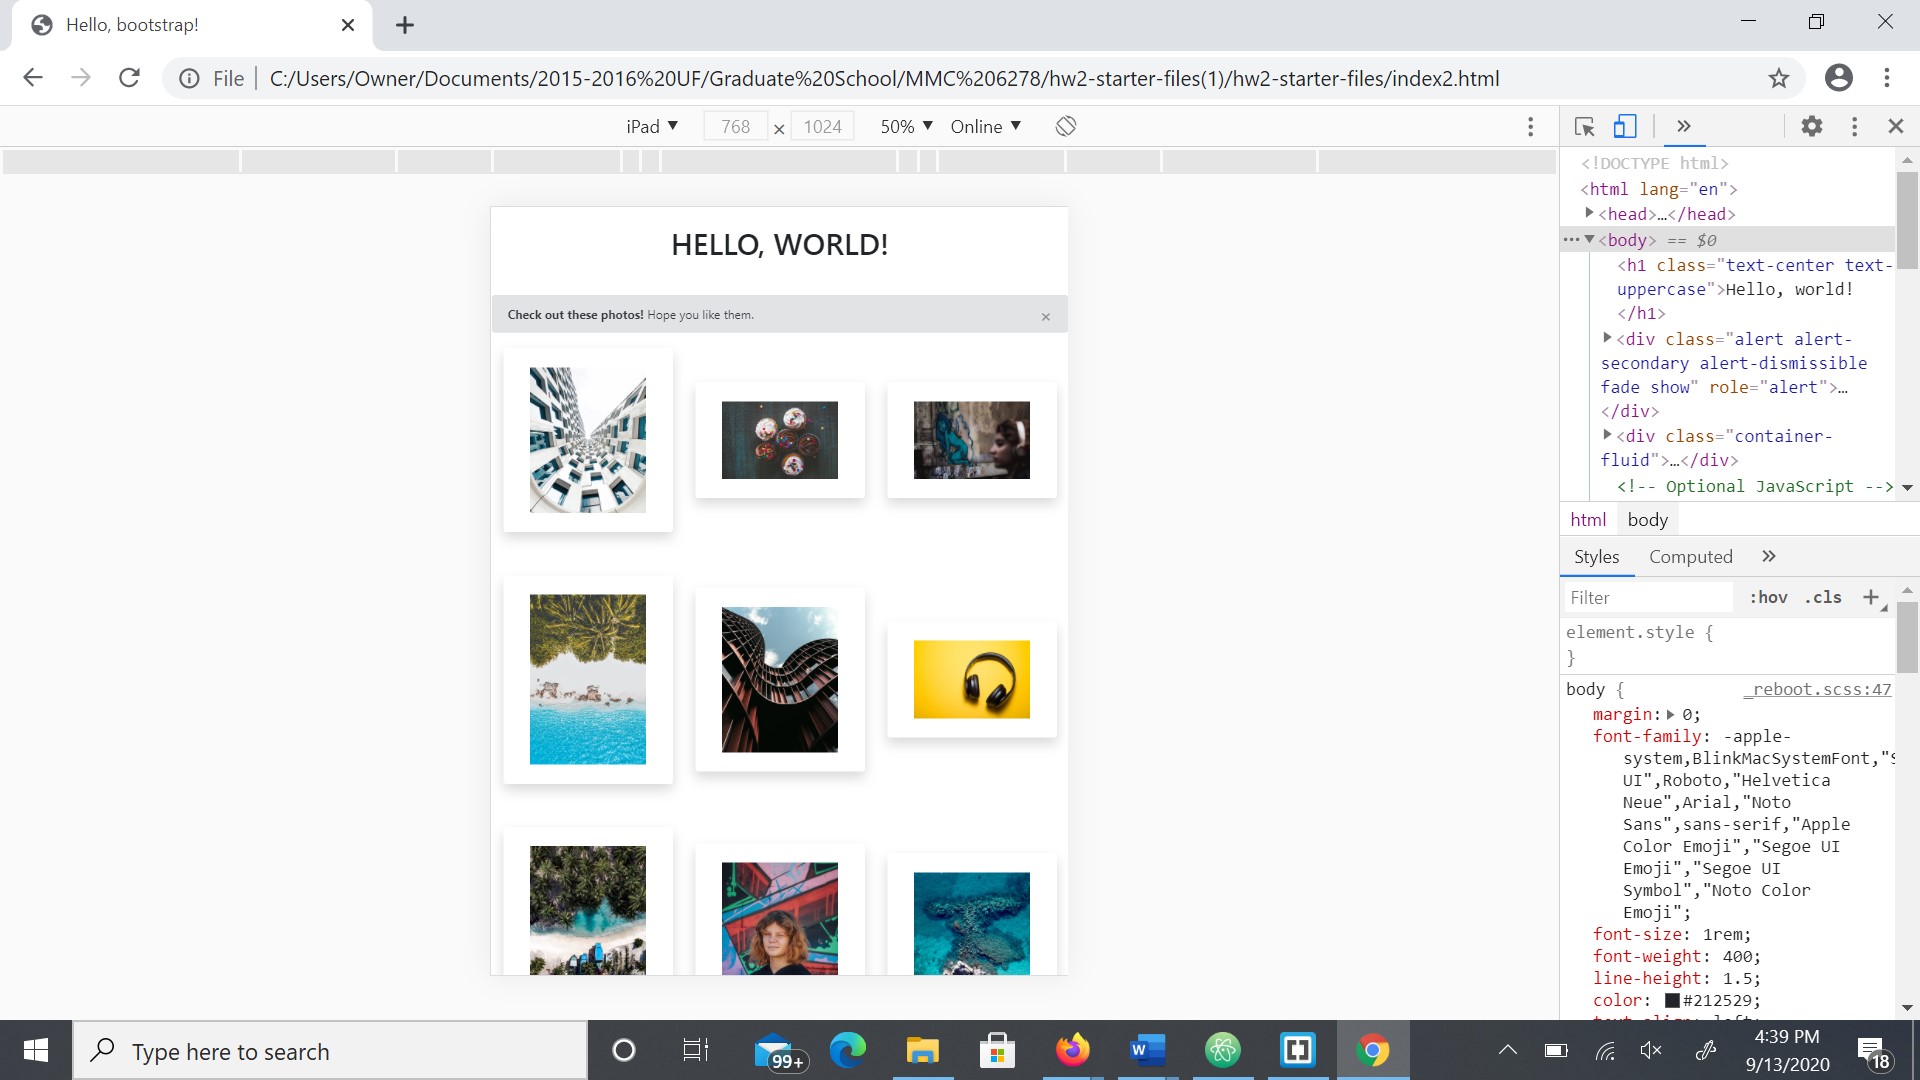 Hello, bootstrap!
File
C:/Users/Owner/Documents/2015-2016%20UF/Graduate%20School/MMC%206278/hw2-starter-files(1)/hw2-starter-files/index2.html
iPad 768 × 1024 50% Online
HELLO, WORLD!
Check out these photos! Hope you like them. ×
<!DOCTYPE html>
<html lang="en">
<head>…</head>
<body> == $0
<h1 class="text-center text-
uppercase">Hello, world!
</h1>
<div class="alert alert-
secondary alert-dismissible
fade show" role="alert">…
</div>
<div class="container-
fluid">…</div>
<!-- Optional JavaScript -->
html body
Styles Computed
Filter :hov .cls +
element.style {
}
body { _reboot.scss:47
margin: 0;
font-family: -apple-
system,BlinkMacSystemFont,"S
UI",Roboto,"Helvetica
Neue",Arial,"Noto
Sans",sans-serif,"Apple
Color Emoji","Segoe UI
Emoji","Segoe UI
Symbol","Noto Color
Emoji";
font-size: 1rem;
font-weight: 400;
line-height: 1.5;
color: #212529;
text-align: left;
Type here to search
99+
W
4:39 PM
9/13/2020
18